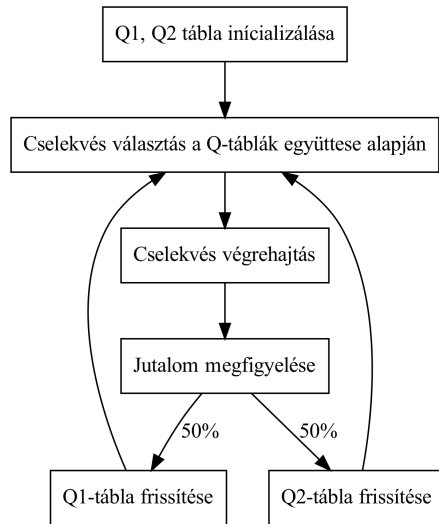 Q1, Q2 tábla inícializálása
Cselekvés választás a Q-táblák együttese alapján
Cselekvés végrehajtás
Jutalom megfigyelése
50%
50%
Q1-tábla frissítése
Q2-tábla frissítése